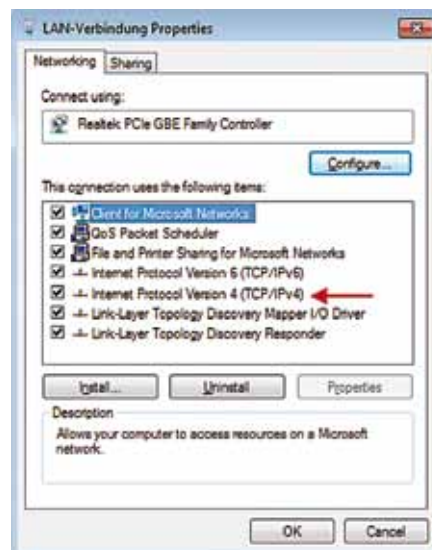 LAN-Verbindung Properties
Networking Sharing
Connect using:
Realtek PCIe GBE Family Controller
Configure...
This connection uses the following items:
Client for Microsoft Networks
QoS Packet Scheduler
File and Printer Sharing for Microsoft Networks
Internet Protocol Version 6 (TCP/IPv6)
Internet Protocol Version 4 (TCP/IPv4)
Link-Layer Topology Discovery Mapper I/O Driver
Link-Layer Topology Discovery Responder
Install... Uninstall Properties
Description
Allows your computer to access resources on a Microsoft
network.
OK Cancel